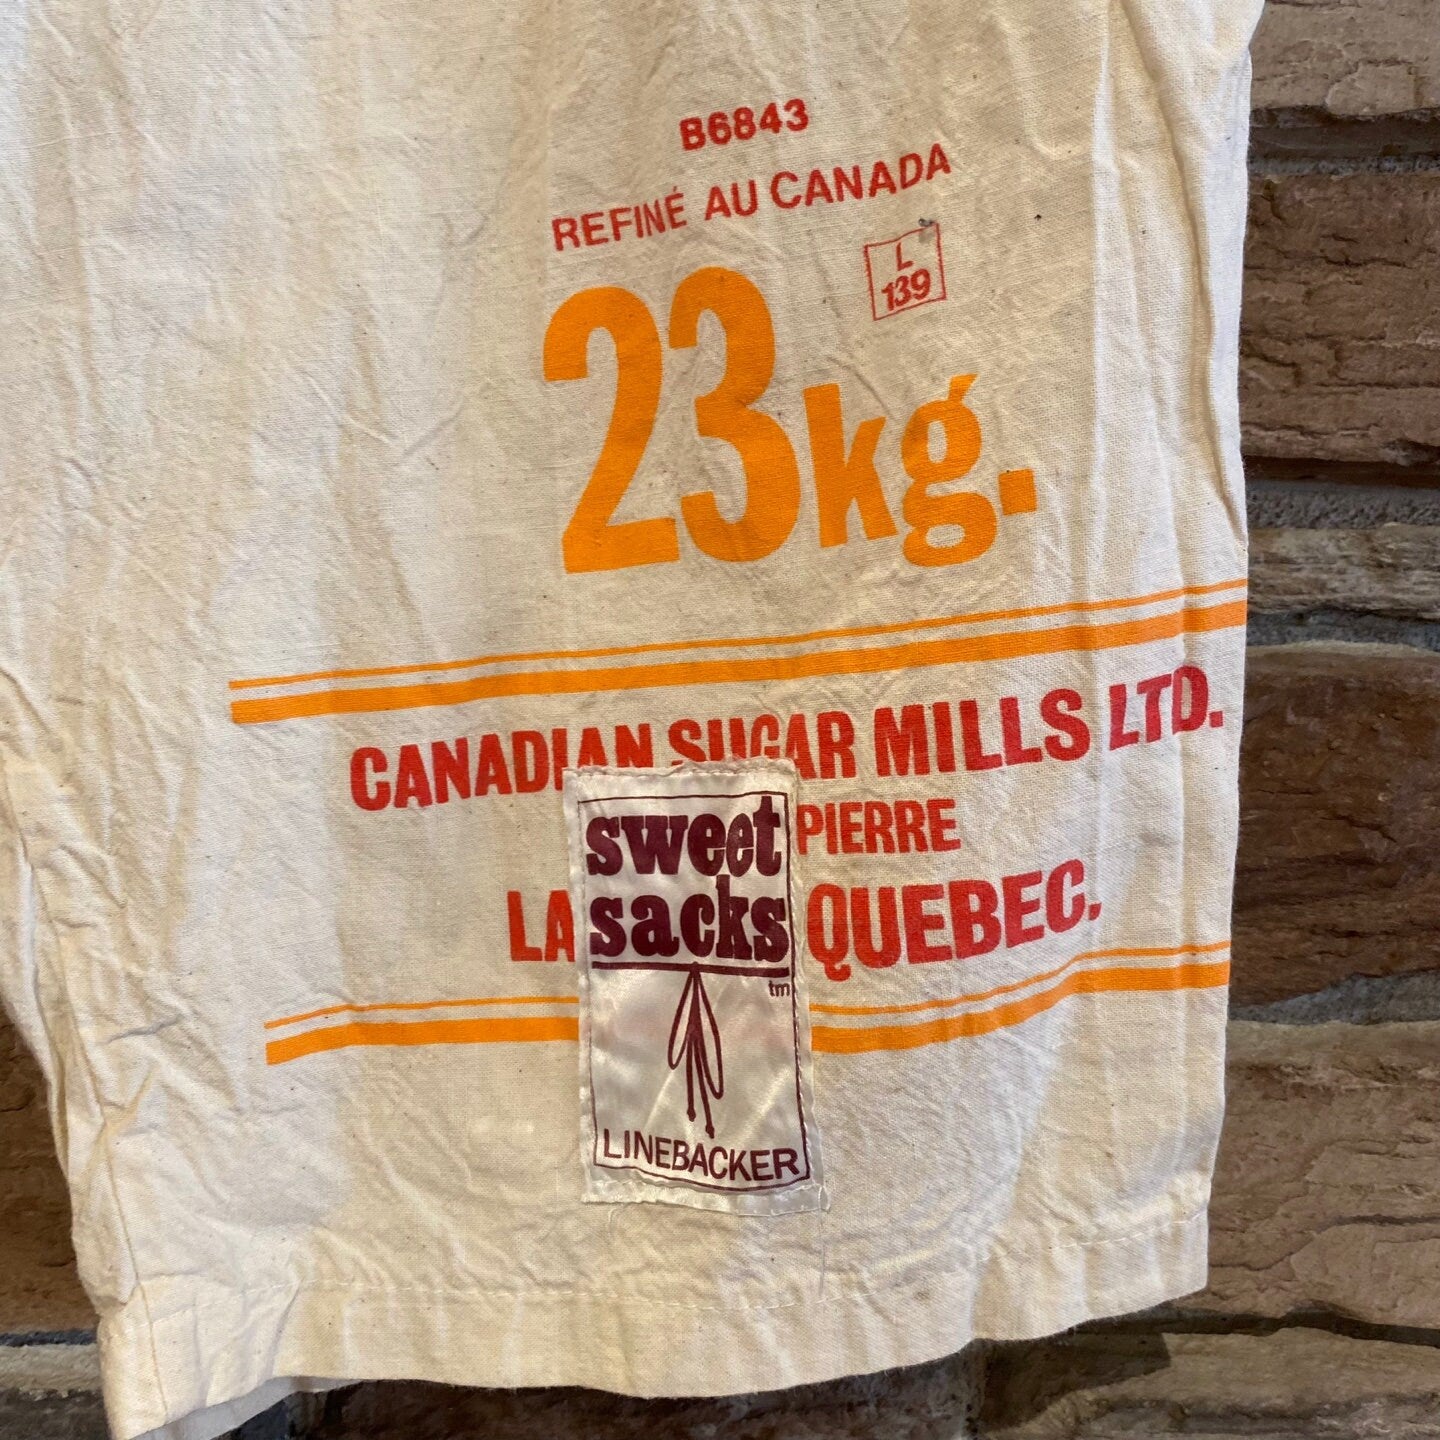 B6843
REFINÉ AU CANADA
L
139
23kg.
CANADIAN SUGAR MILLS LTD.
PIERRE
LA QUEBEC.
sweet
sacks
tm
LINEBACKER